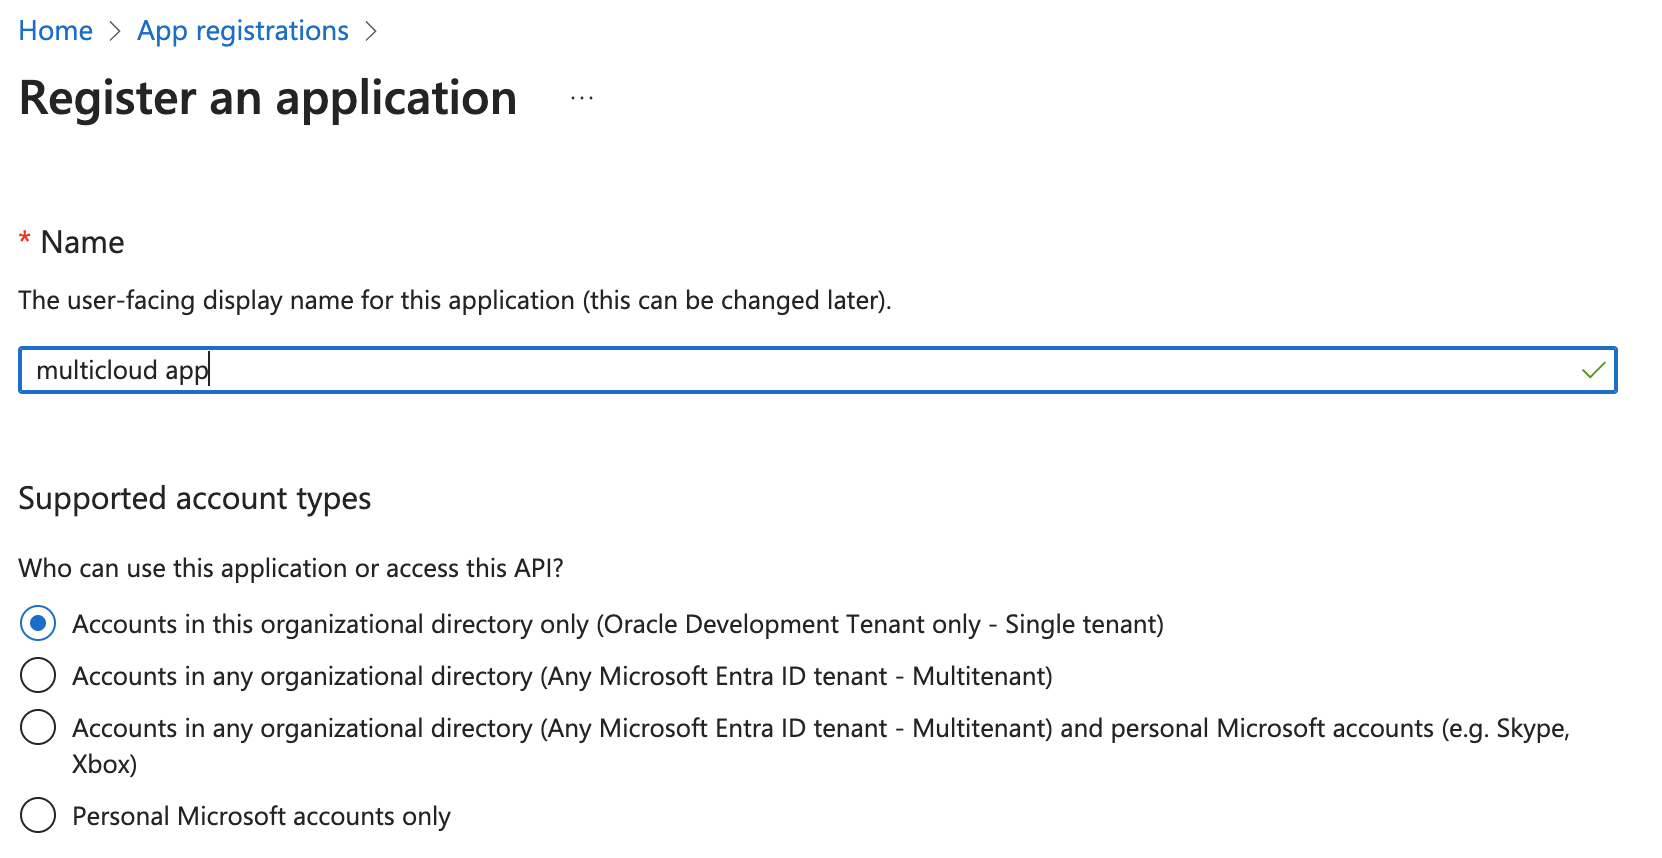 Home > App registrations >
Register an application ...
* Name
The user-facing display name for this application (this can be changed later).
multicloud app
Supported account types
Who can use this application or access this API?
Accounts in this organizational directory only (Oracle Development Tenant only - Single tenant)
Accounts in any organizational directory (Any Microsoft Entra ID tenant - Multitenant)
Accounts in any organizational directory (Any Microsoft Entra ID tenant - Multitenant) and personal Microsoft accounts (e.g. Skype,
Xbox)
Personal Microsoft accounts only